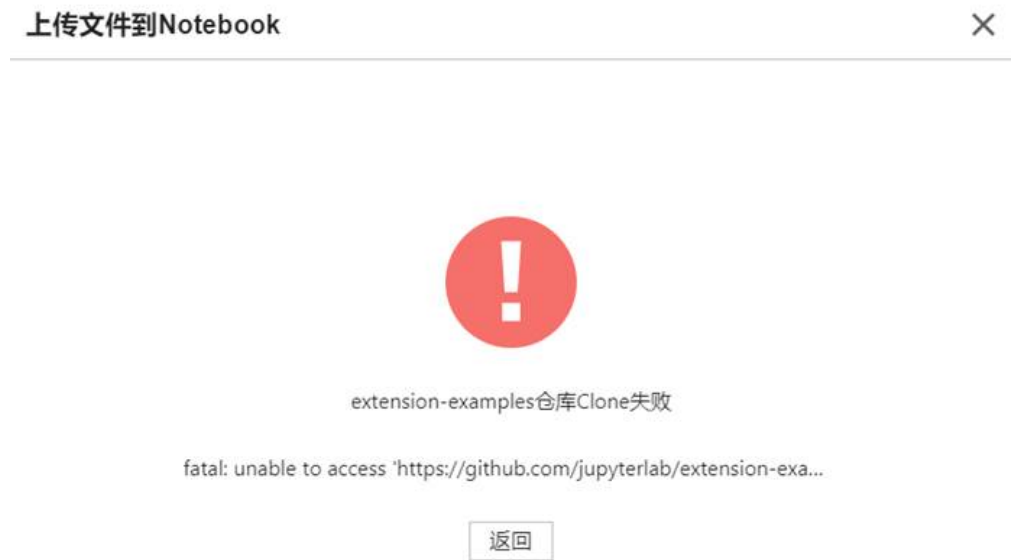 上传文件到Notebook
extension-examples仓库Clone失败
fatal: unable to access 'https://github.com/jupyterlab/extension-exa...
返回